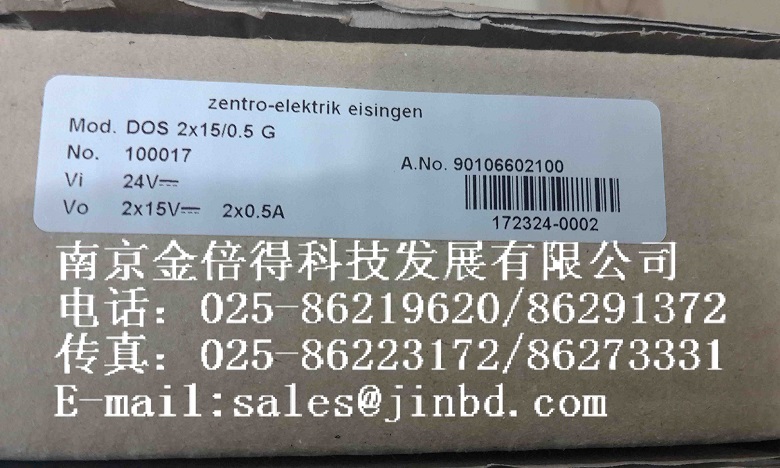 zentro-elektrik eisingen
Mod. DOS 2x15/0.5 G
No. 100017
A.No. 90106602100
Vi 24V⎓
Vo 2x15V⎓ 2x0.5A
172324-0002
南京金倍得科技发展有限公司
电话：025-86219620/86291372
传真：025-86223172/86273331
E-mail:sales@jinbd.com